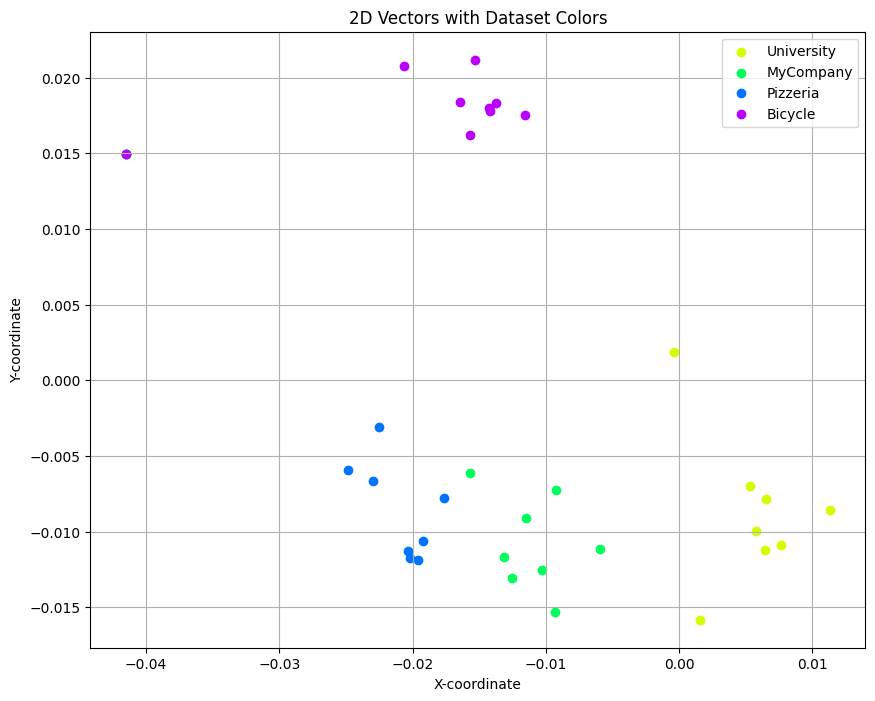 2D Vectors with Dataset Colors
University
MyCompany
Pizzeria
Bicycle
0.020
0.015
0.010
0.005
0.000
−0.005
−0.010
−0.015
Y-coordinate
−0.04
−0.03
−0.02
−0.01
0.00
0.01
X-coordinate